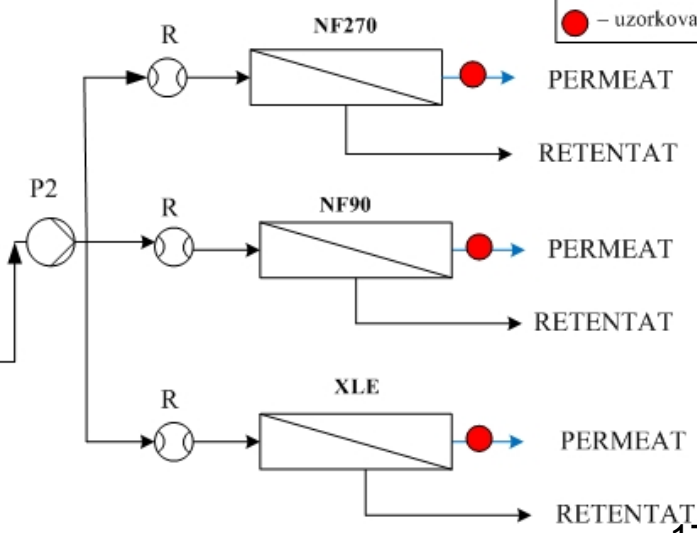 – uzorkova
R
NF270
PERMEAT
RETENTAT
P2
R
NF90
PERMEAT
RETENTAT
R
XLE
PERMEAT
RETENTAT